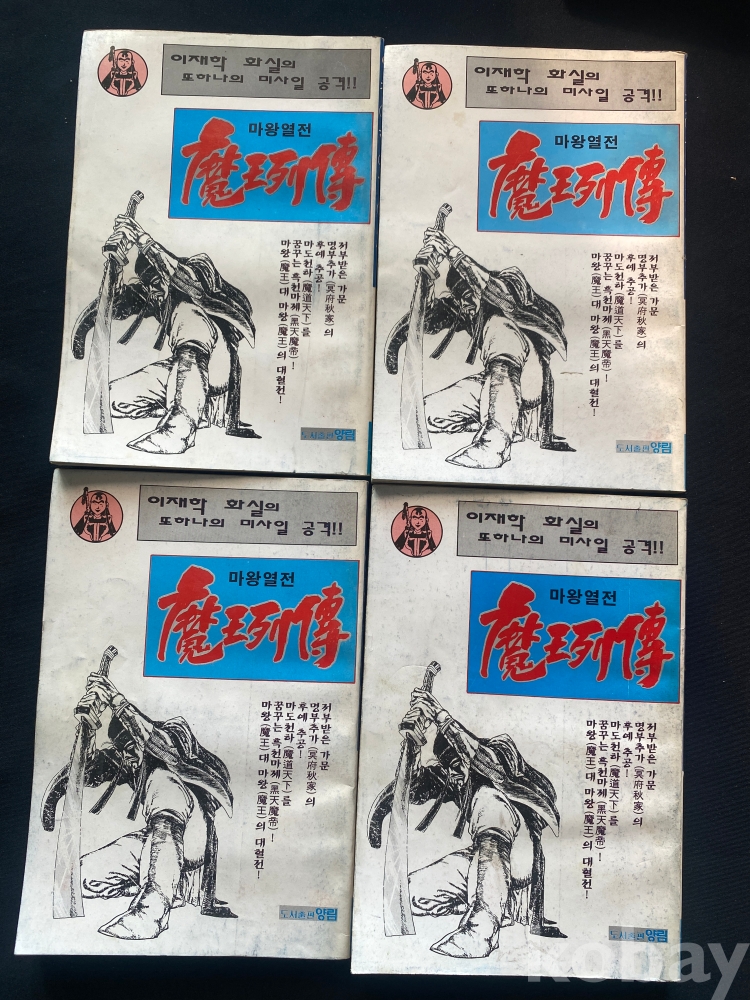 이재학 화실의
또하나의 미사일 공격!!
마왕열전
魔王列傳
저부받은 가문
명부추가(冥府秋家)의
후예 추공!
마도천하(魔道天下)를
꿈꾸는 흑천마제(黑天魔帝)!
마왕(魔王)대 마왕(魔王)의 대혈전!
도서출판 양림
이재학 화실의
또하나의 미사일 공격!!
마왕열전
魔王列傳
저부받은 가문
명부추가(冥府秋家)의
후예 추공!
마도천하(魔道天下)를
꿈꾸는 흑천마제(黑天魔帝)!
마왕(魔王)대 마왕(魔王)의 대혈전!
도서출판 양림
이재학 화실의
또하나의 미사일 공격!!
마왕열전
魔王列傳
저부받은 가문
명부추가(冥府秋家)의
후예 추공!
마도천하(魔道天下)를
꿈꾸는 흑천마제(黑天魔帝)!
마왕(魔王)대 마왕(魔王)의 대혈전!
도서출판 양림
이재학 화실의
또하나의 미사일 공격!!
마왕열전
魔王列傳
저부받은 가문
명부추가(冥府秋家)의
후예 추공!
마도천하(魔道天下)를
꿈꾸는 흑천마제(黑天魔帝)!
마왕(魔王)대 마왕(魔王)의 대혈전!
도서출판 양림
kobay